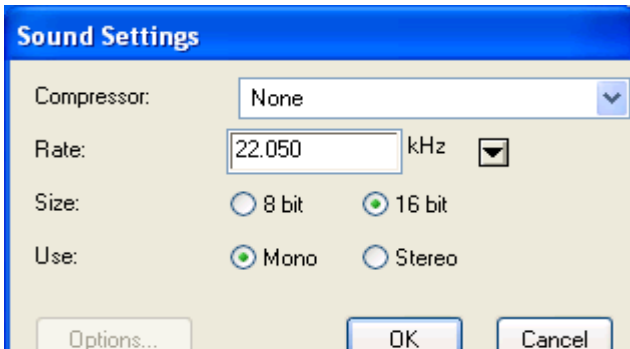 Sound Settings
Compressor: None
Rate: 22.050 kHz
Size: 8 bit 16 bit
Use: Mono Stereo
Options... OK Cancel